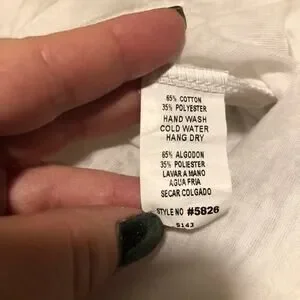 65% COTTON
35% POLYESTER
HAND WASH
COLD WATER
HANG DRY
65% ALGODON
35% POLIESTER
LAVAR A MANO
AGUA FRIA
SECAR COLGADO
STYLE NO #5826
5143